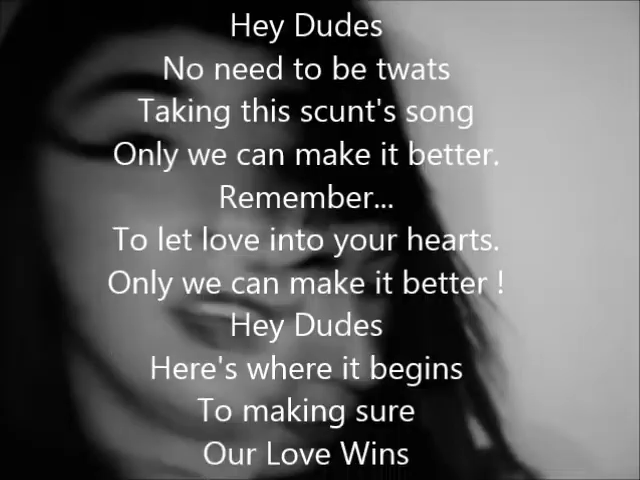 Hey Dudes
No need to be twats
Taking this scunt's song
Only we can make it better.
Remember...
To let love into your hearts.
Only we can make it better !
Hey Dudes
Here's where it begins
To making sure
Our Love Wins